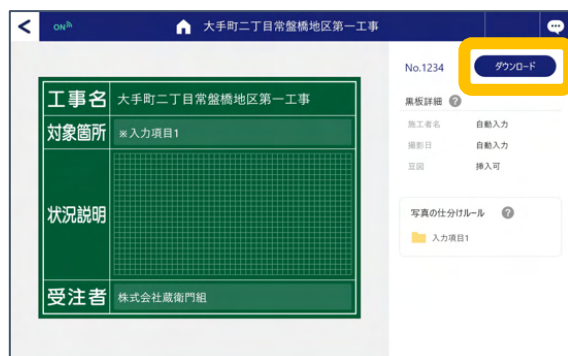 ON
大手町二丁目常盤橋地区第一工事
No.1234
ダウンロード
工事名 大手町二丁目常盤橋地区第一工事
対象箇所 ※入力項目1
状況説明
受注者 株式会社蔵衛門組
黒板詳細 ?
施工者名 自動入力
撮影日 自動入力
豆図 挿入可
写真の仕分けルール ?
入力項目1